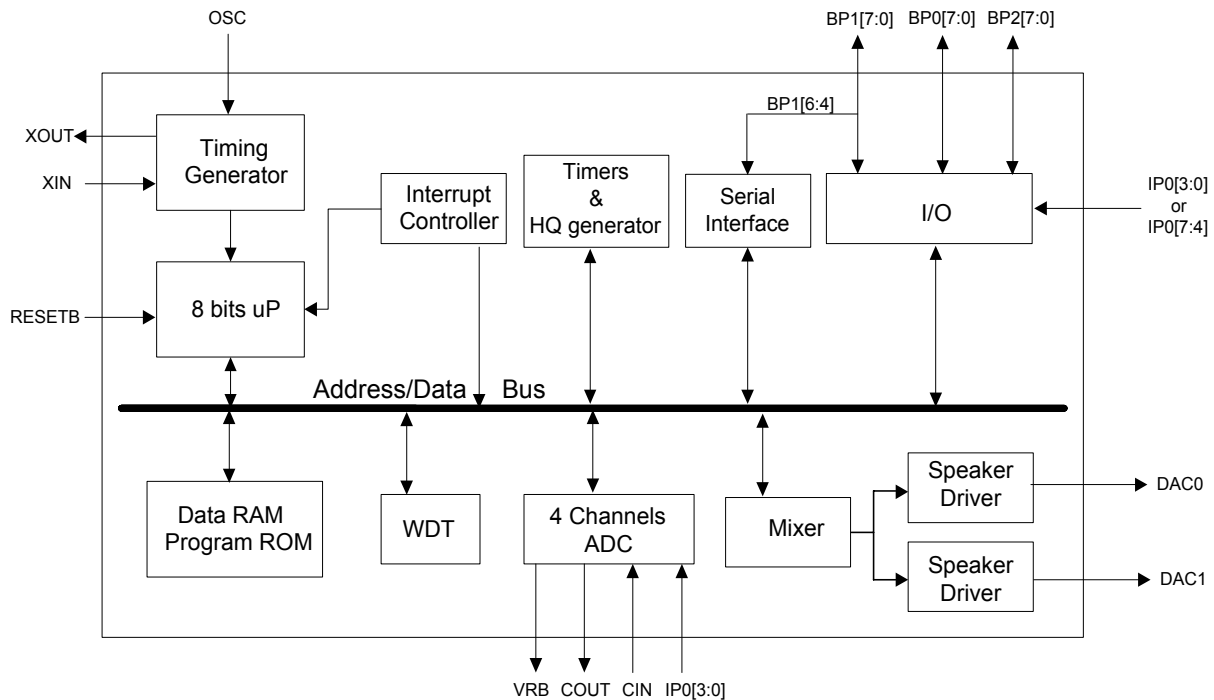 OSC
BP1[7:0] BP0[7:0] BP2[7:0]
BP1[6:4]
XOUT
XIN
Timing
Generator
Interrupt
Controller
Timers
&
HQ generator
Serial
Interface
I/O
IP0[3:0]
or
IP0[7:4]
RESETB
8 bits uP
Address/Data Bus
Data RAM
Program ROM
WDT
4 Channels
ADC
Mixer
Speaker
Driver
DAC0
Speaker
Driver
DAC1
VRB COUT CIN IP0[3:0]